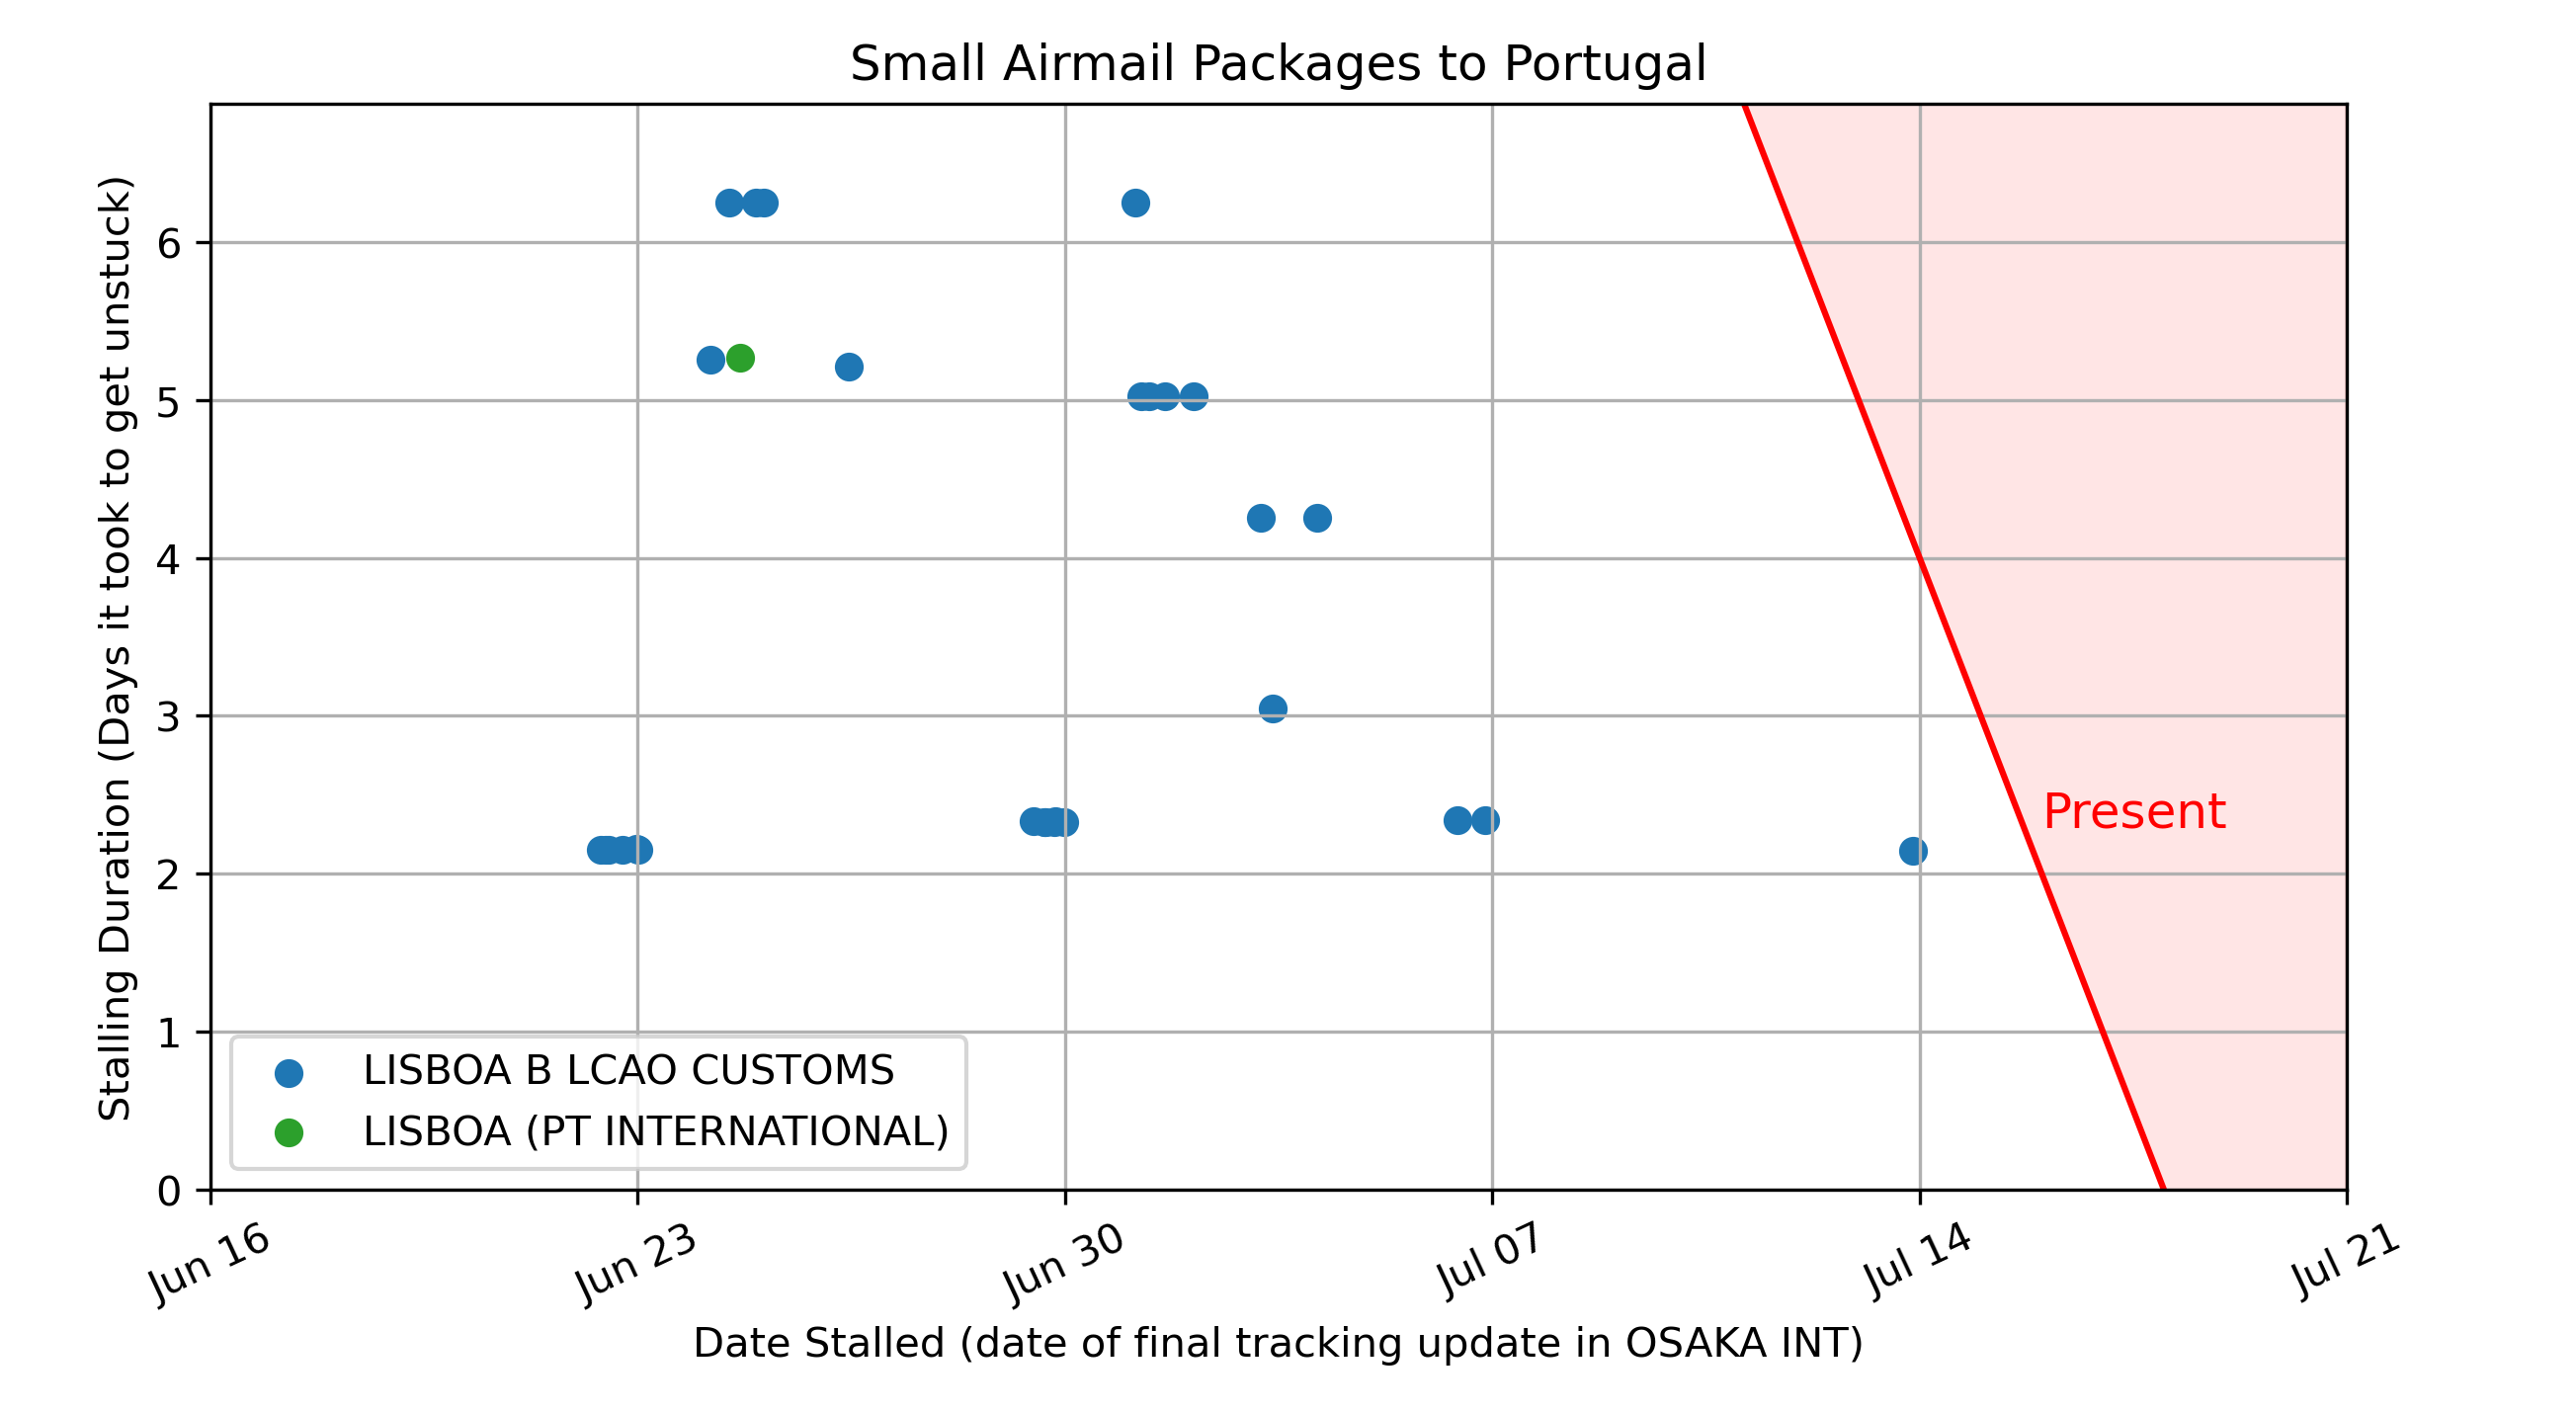 Small Airmail Packages to Portugal
Stalling Duration (Days it took to get unstuck)
6
5
4
3
2
1
0
Present
LISBOA B LCAO CUSTOMS
LISBOA (PT INTERNATIONAL)
Jun 16
Jun 23
Jun 30
Jul 07
Jul 14
Jul 21
Date Stalled (date of final tracking update in OSAKA INT)